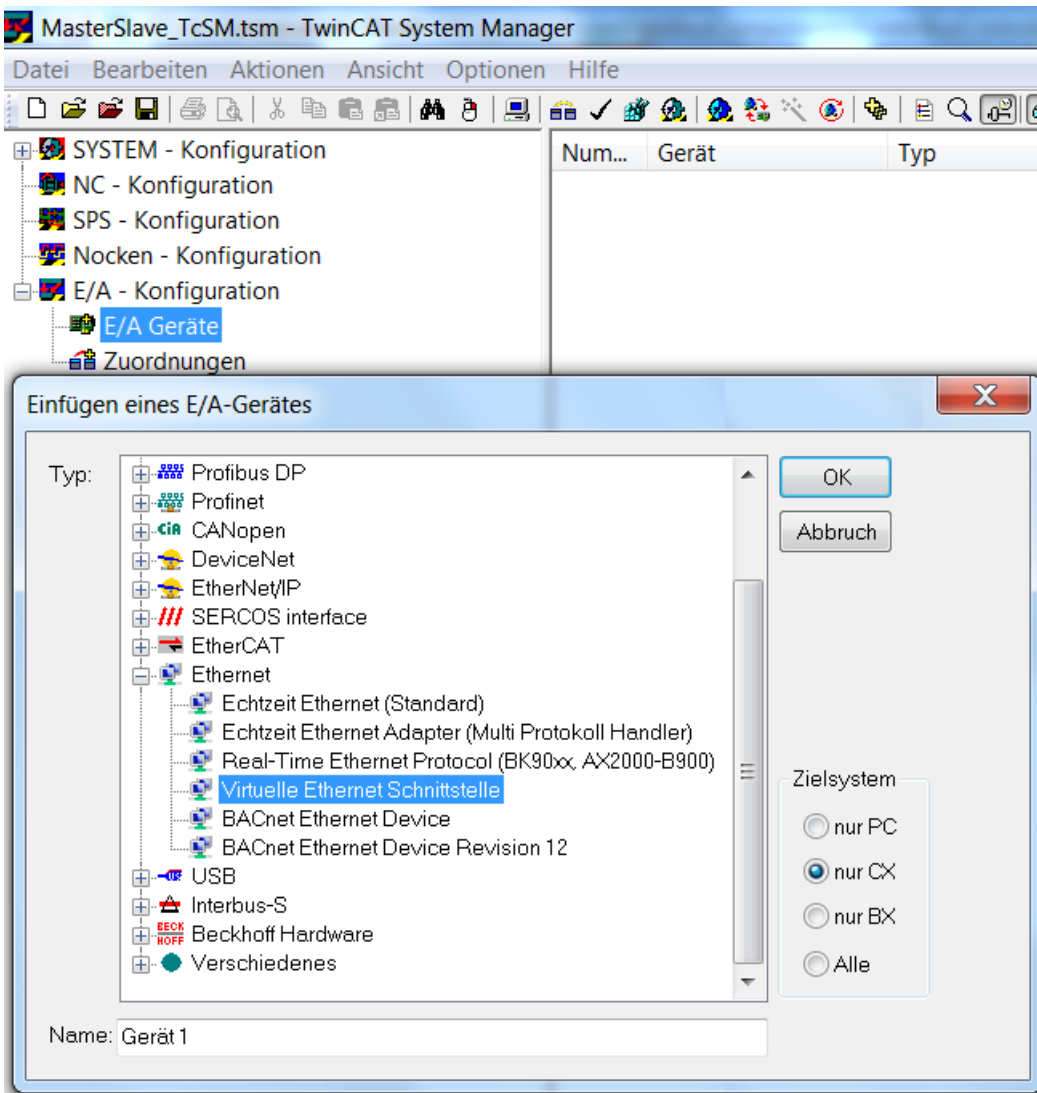 MasterSlave_TcSM.tsm - TwinCAT System Manager
Datei Bearbeiten Aktionen Ansicht Optionen Hilfe
SYSTEM - Konfiguration
NC - Konfiguration
SPS - Konfiguration
Nocken - Konfiguration
E/A - Konfiguration
E/A Geräte
Zuordnungen
Num... Gerät Typ
Einfügen eines E/A-Gerätes
Typ:
Profibus DP
Profinet
CiA CANopen
DeviceNet
EtherNet/IP
SERCOS interface
EtherCAT
Ethernet
Echtzeit Ethernet (Standard)
Echtzeit Ethernet Adapter (Multi Protokoll Handler)
Real-Time Ethernet Protocol (BK90xx, AX2000-B900)
Virtuelle Ethernet Schnittstelle
BACnet Ethernet Device
BACnet Ethernet Device Revision 12
USB
Interbus-S
BECK HOFF Beckhoff Hardware
Verschiedenes
OK
Abbruch
Zielsystem
nur PC
nur CX
nur BX
Alle
Name: Gerät 1